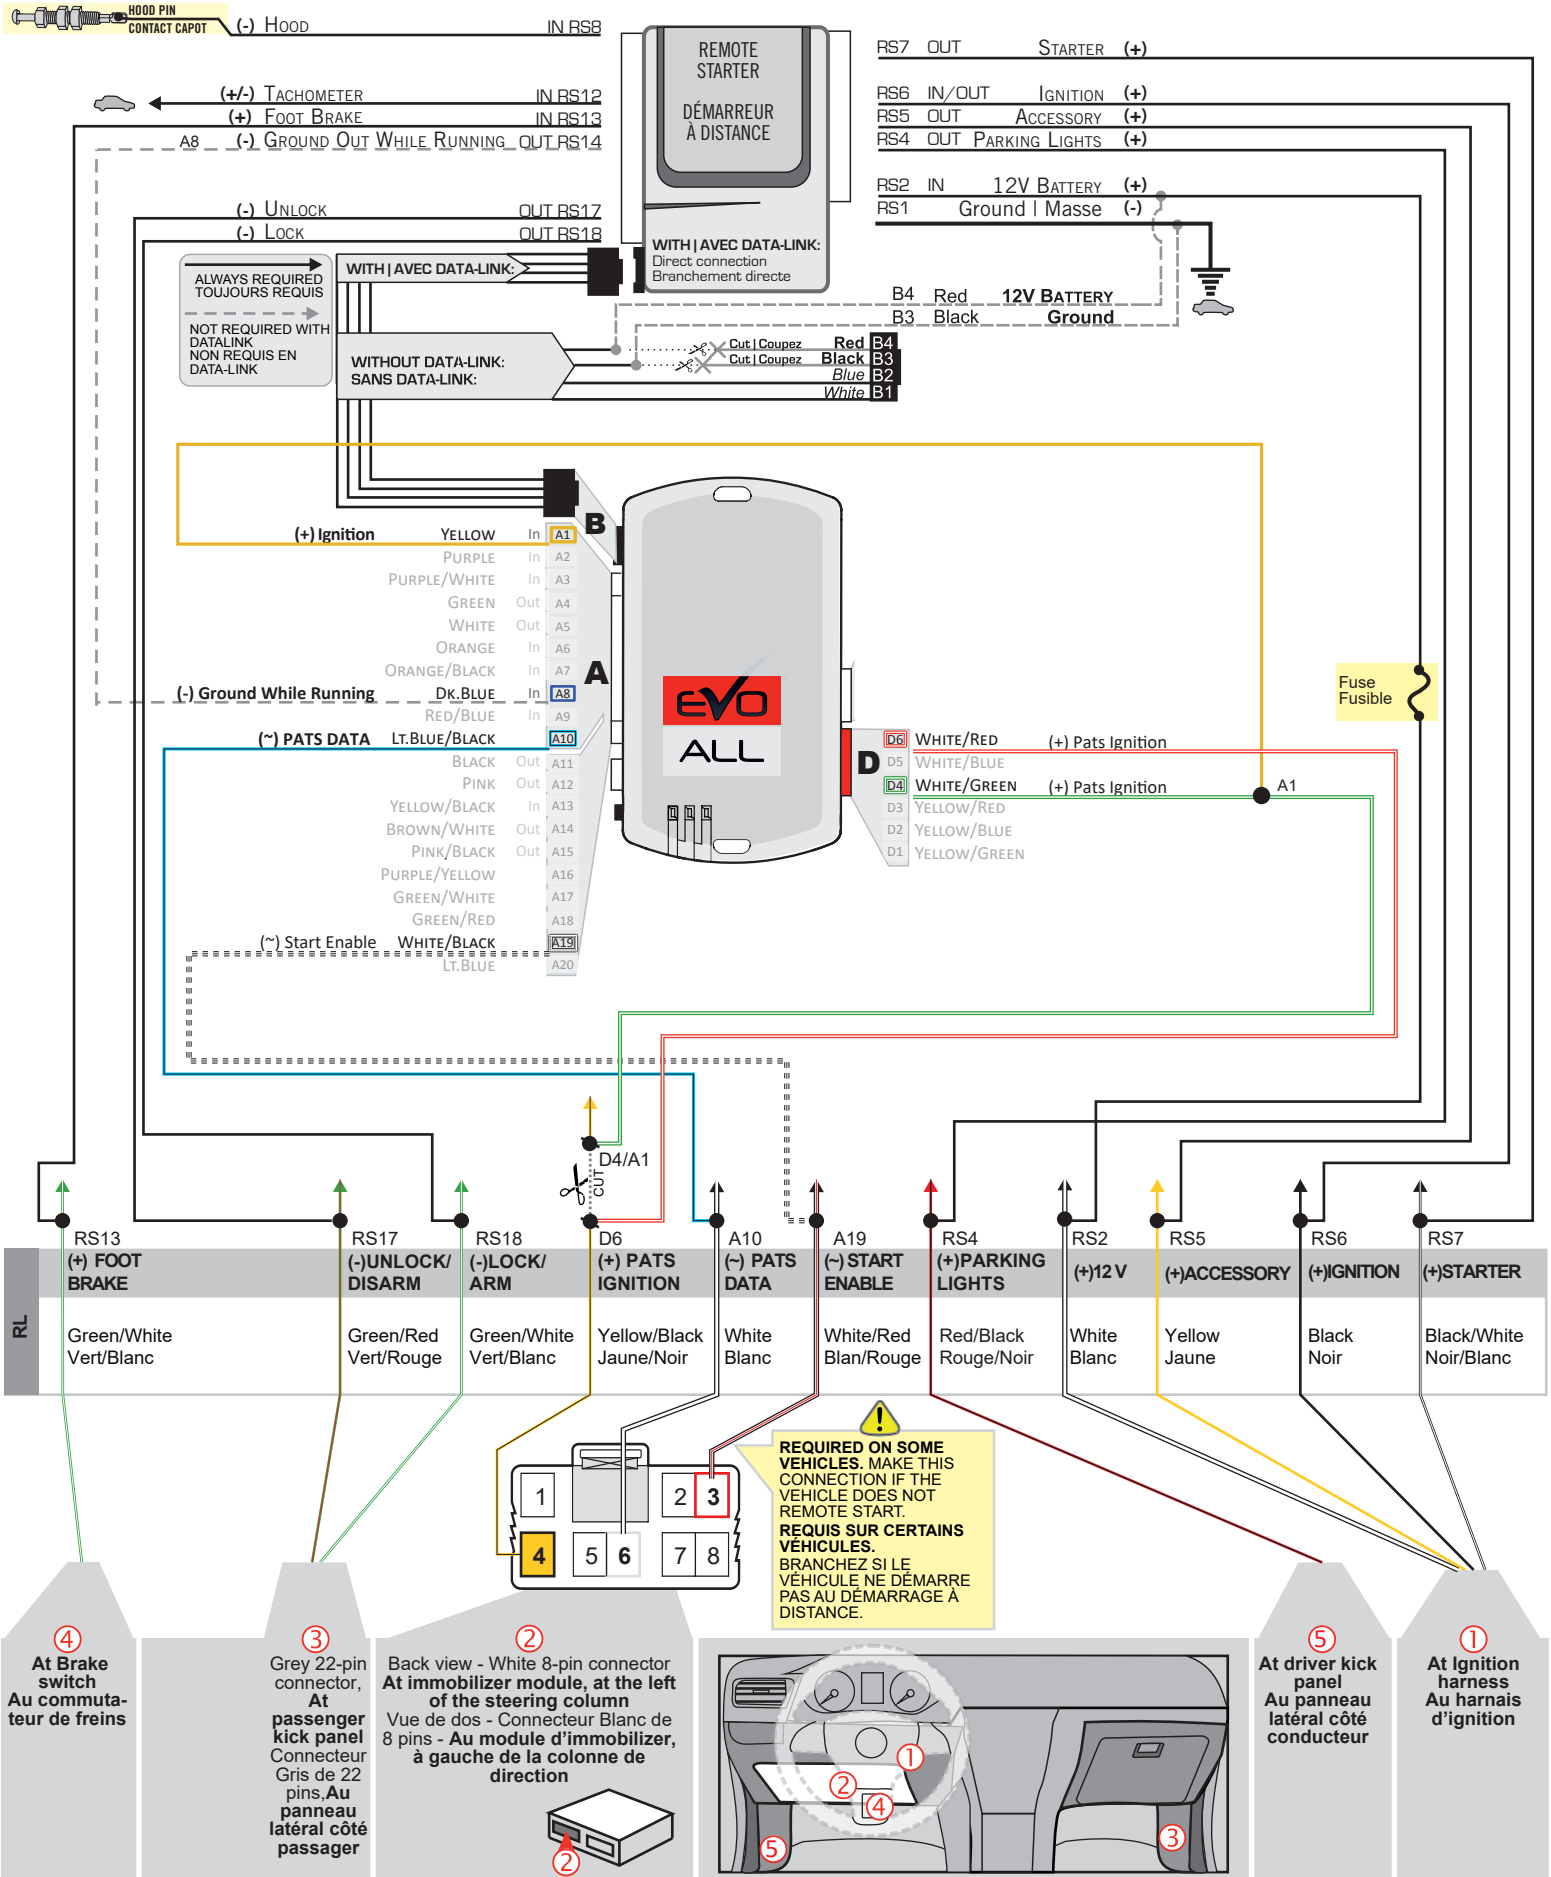 HOOD PIN
CONTACT CAPOT
(-) HOOD IN RS8
(+/-) TACHOMETER IN RS12
(+) FOOT BRAKE IN RS13
A8 (-) GROUND OUT WHILE RUNNING OUT RS14
(-) UNLOCK OUT RS17
(-) LOCK OUT RS18
REMOTE
STARTER
DÉMARREUR
À DISTANCE
WITH | AVEC DATA-LINK:
Direct connection
Branchement directe
RS7 OUT STARTER (+)
RS6 IN/OUT IGNITION (+)
RS5 OUT ACCESSORY (+)
RS4 OUT PARKING LIGHTS (+)
RS2 IN 12V BATTERY (+)
RS1 Ground | Masse (-)
ALWAYS REQUIRED
TOUJOURS REQUIS
NOT REQUIRED WITH
DATALINK
NON REQUIS EN
DATA-LINK
WITH | AVEC DATA-LINK:
WITHOUT DATA-LINK:
SANS DATA-LINK:
B4 Red 12V BATTERY
B3 Black Ground
Cut | Coupez Red B4
Cut | Coupez Black B3
Blue B2
White B1
B
(+) Ignition YELLOW In A1
PURPLE In A2
PURPLE/WHITE In A3
GREEN Out A4
WHITE Out A5
ORANGE In A6
ORANGE/BLACK In A7
A
(-) Ground While Running DK.BLUE In A8
RED/BLUE In A9
(~) PATS DATA LT.BLUE/BLACK A10
BLACK Out A11
PINK Out A12
YELLOW/BLACK In A13
BROWN/WHITE Out A14
PINK/BLACK Out A15
PURPLE/YELLOW A16
GREEN/WHITE A17
GREEN/RED A18
(~) Start Enable WHITE/BLACK A19
LT.BLUE A20
EVO
ALL
D
D6 WHITE/RED (+) Pats Ignition
D5 WHITE/BLUE
D4 WHITE/GREEN (+) Pats Ignition A1
D3 YELLOW/RED
D2 YELLOW/BLUE
D1 YELLOW/GREEN
Fuse
Fusible
D4/A1
CUT
RL
RS13
(+) FOOT
BRAKE
Green/White
Vert/Blanc
RS17
(-)UNLOCK/
DISARM
Green/Red
Vert/Rouge
RS18
(-)LOCK/
ARM
Green/White
Vert/Blanc
D6
(+) PATS
IGNITION
Yellow/Black
Jaune/Noir
A10
(~) PATS
DATA
White
Blanc
A19
(~) START
ENABLE
White/Red
Blan/Rouge
RS4
(+)PARKING
LIGHTS
Red/Black
Rouge/Noir
RS2
(+)12 V
White
Blanc
RS5
(+)ACCESSORY
Yellow
Jaune
RS6
(+)IGNITION
Black
Noir
RS7
(+)STARTER
Black/White
Noir/Blanc
1 2 3
4 5 6 7 8
!
REQUIRED ON SOME
VEHICLES. MAKE THIS
CONNECTION IF THE
VEHICLE DOES NOT
REMOTE START.
REQUIS SUR CERTAINS
VÉHICULES.
BRANCHEZ SI LE
VÉHICULE NE DÉMARRE
PAS AU DÉMARRAGE À
DISTANCE.
4
At Brake
switch
Au commuta-
teur de freins
3
Grey 22-pin
connector,
At
passenger
kick panel
Connecteur
Gris de 22
pins,Au
panneau
latéral côté
passager
2
Back view - White 8-pin connector
At immobilizer module, at the left
of the steering column
Vue de dos - Connecteur Blanc de
8 pins - Au module d'immobilizer,
à gauche de la colonne de
direction
2
1
2
4
5
3
5
At driver kick
panel
Au panneau
latéral côté
conducteur
1
At Ignition
harness
Au harnais
d'ignition